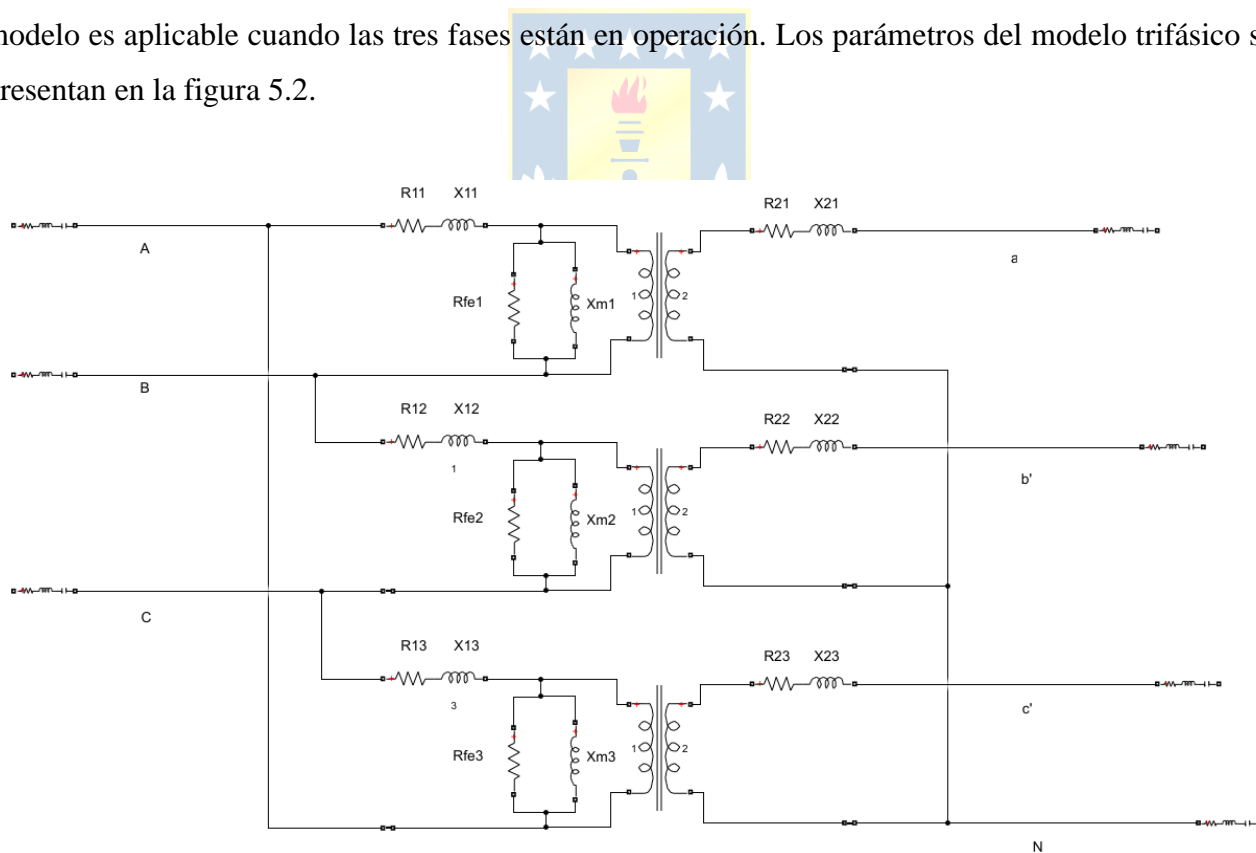 modelo es aplicable cuando las tres fases están en operación. Los parámetros del modelo trifásico s
presentan en la figura 5.2.
R11 X11
R21 X21
A
a
Rfe1
Xm1
1
2
B
R12 X12
R22 X22
1
b'
Rfe2
Xm2
1
2
C
R13 X13
R23 X23
3
c'
Rfe3
Xm3
1
2
N